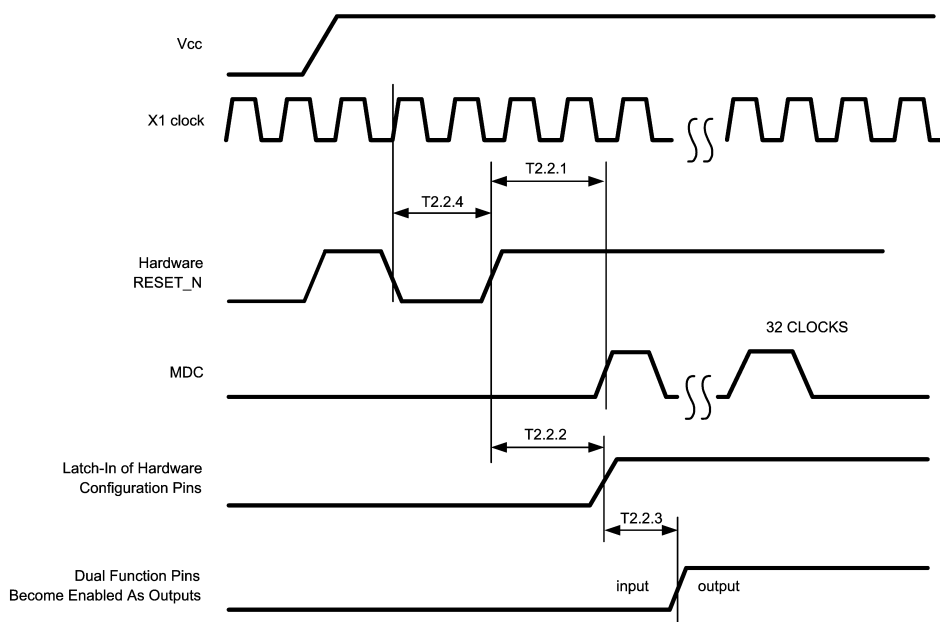 Vcc
X1 clock
T2.2.1
T2.2.4
Hardware
RESET_N
32 CLOCKS
MDC
T2.2.2
Latch-In of Hardware
Configuration Pins
T2.2.3
Dual Function Pins
Become Enabled As Outputs
input
output